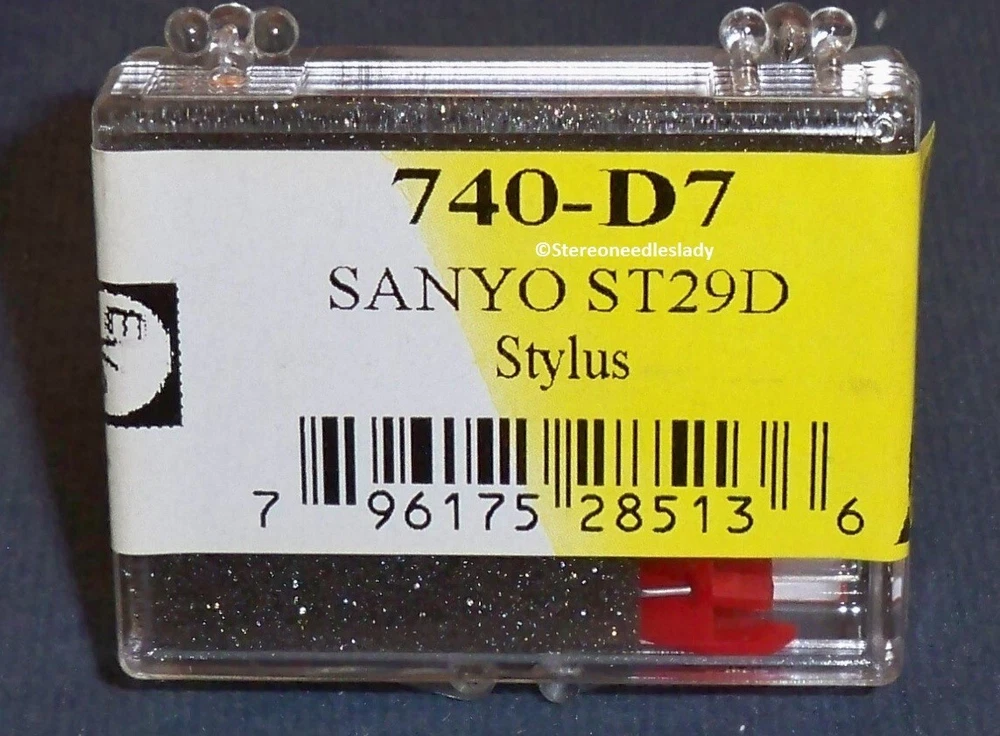 740-D7
©Stereoneedleslady
SANYO ST29D
Stylus
7 96175 28513 6